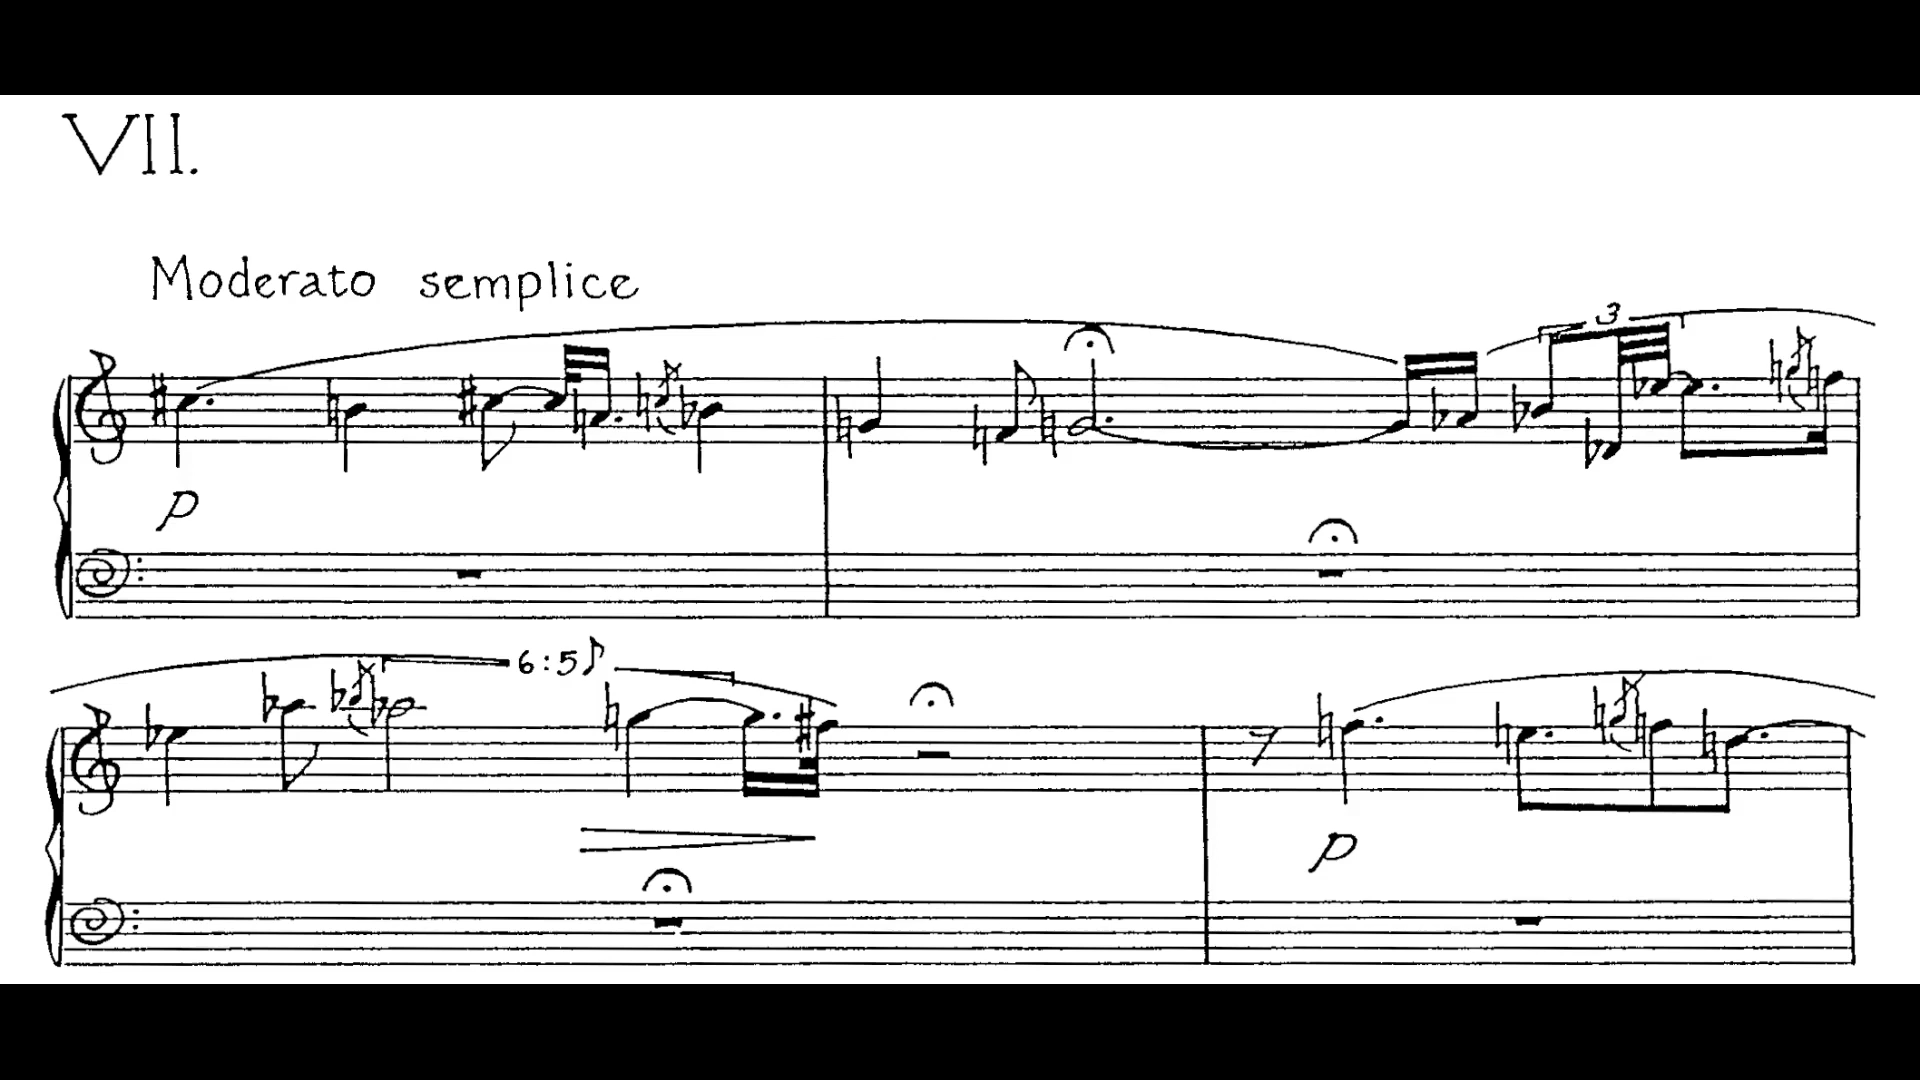 VII.
Moderato semplice
3
p
6:5♪
p